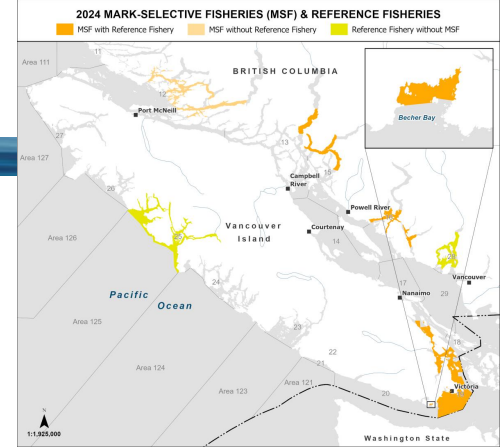 2024 MARK-SELECTIVE FISHERIES (MSF) & REFERENCE FISHERIES
MSF with Reference Fishery
MSF without Reference Fishery
Reference Fishery without MSF
Area 111
11
BRITISH COLUMBIA
12
Port McNeill
Becher Bay
13
27
Area 127
15
Campbell
River
26
Powell River
Vancouver
Island
Courtenay
Area 126
25
14
28
Vancouver
24
17
29
Nanaimo
Pacific
Ocean
Area 125
23
18
22
Area 124
21
Area 123
Area 121
20
Victoria
N
1:1,925,000
Washington State